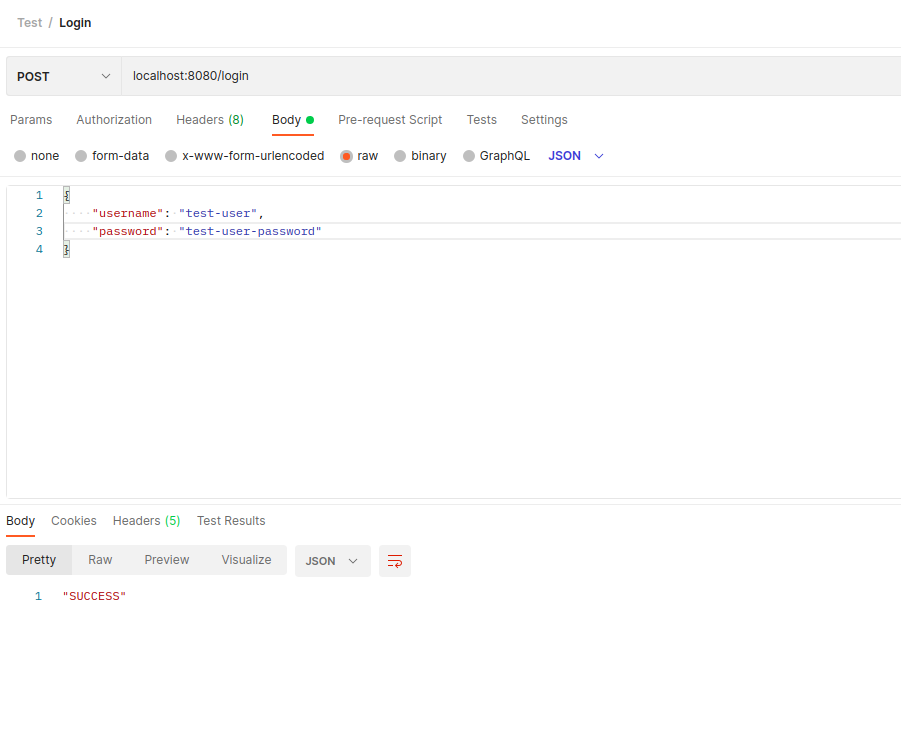 Test / Login
POST localhost:8080/login
Params Authorization Headers (8) Body Pre-request Script Tests Settings
none form-data x-www-form-urlencoded raw binary GraphQL JSON
1 {
2 "username": "test-user",
3 "password": "test-user-password"
4 }
Body Cookies Headers (5) Test Results
Pretty Raw Preview Visualize JSON
1 "SUCCESS"